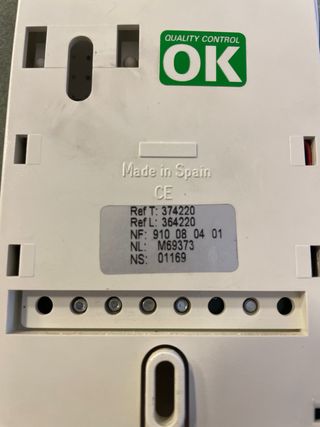 QUALITY CONTROL
OK
Made in Spain
CE
Ref T: 374220
Ref L: 364220
NF: 910 08 04 01
NL: M69373
NS: 01169